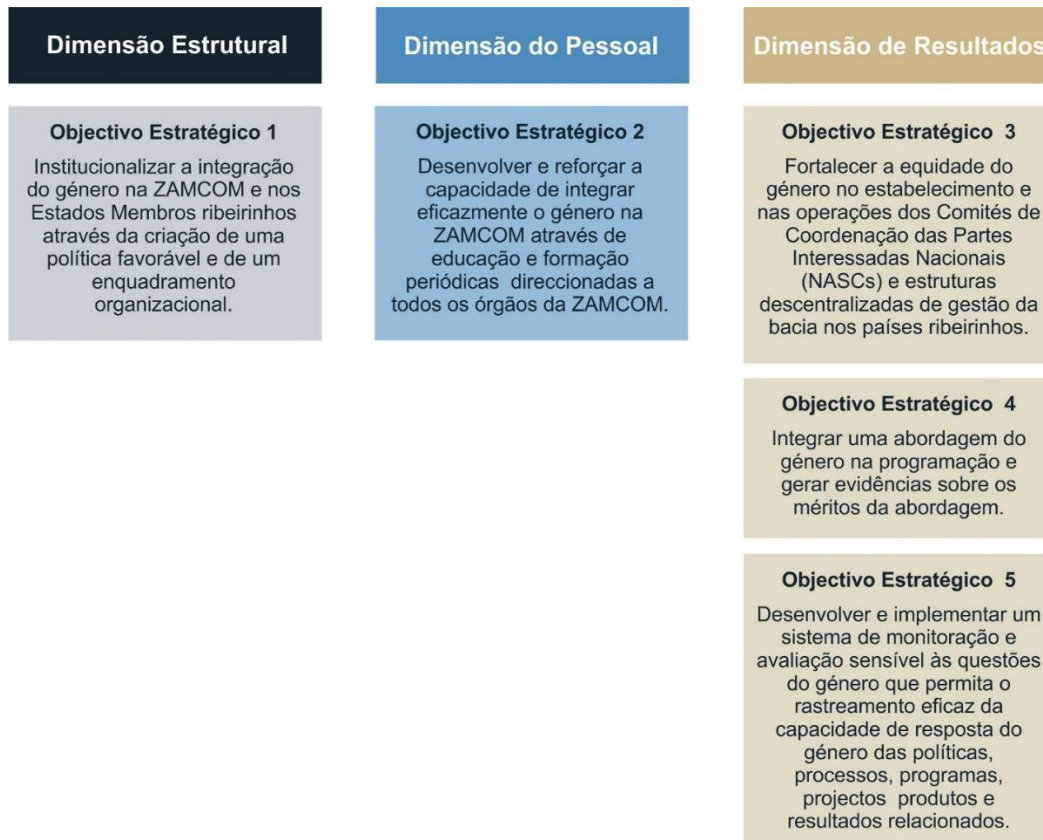 Dimensão Estrutural
Objectivo Estratégico 1
Institucionalizar a integração
do género na ZAMCOM e nos
Estados Membros ribeirinhos
através da criação de uma
política favorável e de um
enquadramento
organizacional.
Dimensão do Pessoal
Objectivo Estratégico 2
Desenvolver e reforçar a
capacidade de integrar
eficazmente o género na
ZAMCOM através de
educação e formação
periódicas direccionadas a
todos os órgãos da ZAMCOM.
Dimensão de Resultados
Objectivo Estratégico 3
Fortalecer a equidade do
género no estabelecimento e
nas operações dos Comités de
Coordenação das Partes
Interessadas Nacionais
(NASCs) e estruturas
descentralizadas de gestão da
bacia nos países ribeirinhos.
Objectivo Estratégico 4
Integrar uma abordagem do
género na programação e
gerar evidências sobre os
méritos da abordagem.
Objectivo Estratégico 5
Desenvolver e implementar um
sistema de monitoração e
avaliação sensível às questões
do género que permita o
rastreamento eficaz da
capacidade de resposta do
género das políticas,
processos, programas,
projectos produtos e
resultados relacionados.